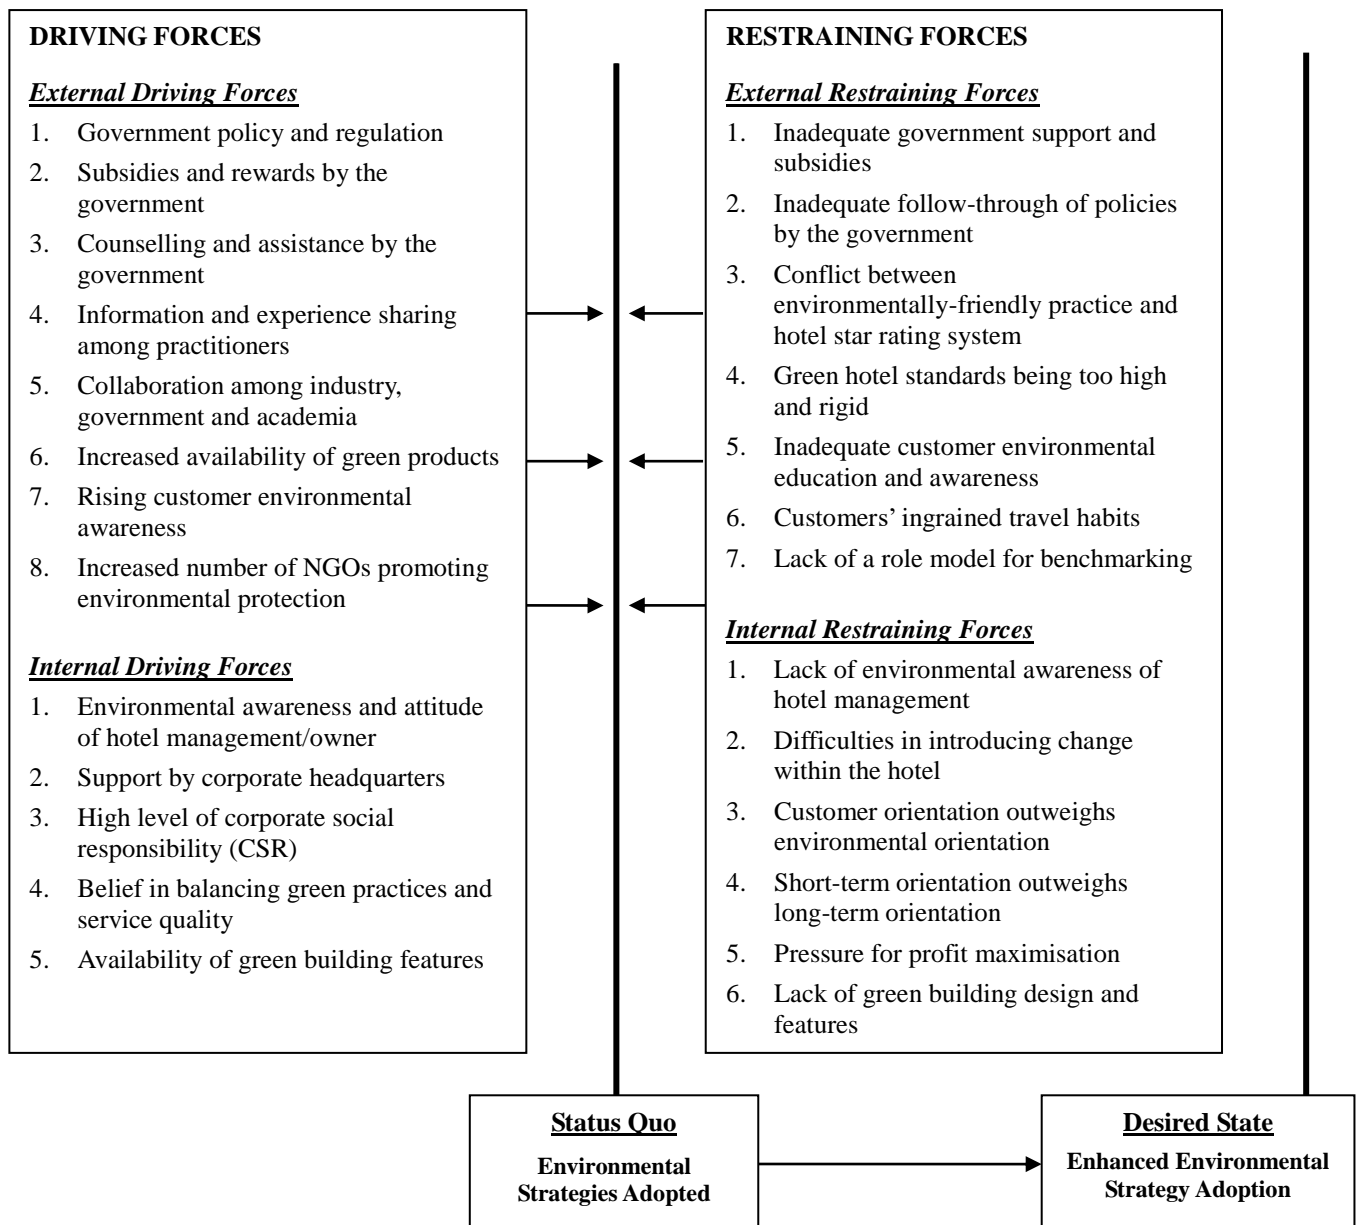 DRIVING FORCES
External Driving Forces
1. Government policy and regulation
2. Subsidies and rewards by the
government
3. Counselling and assistance by the
government
4. Information and experience sharing
among practitioners
5. Collaboration among industry,
government and academia
6. Increased availability of green products
7. Rising customer environmental
awareness
8. Increased number of NGOs promoting
environmental protection
Internal Driving Forces
1. Environmental awareness and attitude
of hotel management/owner
2. Support by corporate headquarters
3. High level of corporate social
responsibility (CSR)
4. Belief in balancing green practices and
service quality
5. Availability of green building features
RESTRAINING FORCES
External Restraining Forces
1. Inadequate government support and
subsidies
2. Inadequate follow-through of policies
by the government
3. Conflict between
environmentally-friendly practice and
hotel star rating system
4. Green hotel standards being too high
and rigid
5. Inadequate customer environmental
education and awareness
6. Customers’ ingrained travel habits
7. Lack of a role model for benchmarking
Internal Restraining Forces
1. Lack of environmental awareness of
hotel management
2. Difficulties in introducing change
within the hotel
3. Customer orientation outweighs
environmental orientation
4. Short-term orientation outweighs
long-term orientation
5. Pressure for profit maximisation
6. Lack of green building design and
features
Status Quo
Environmental
Strategies Adopted
Desired State
Enhanced Environmental
Strategy Adoption